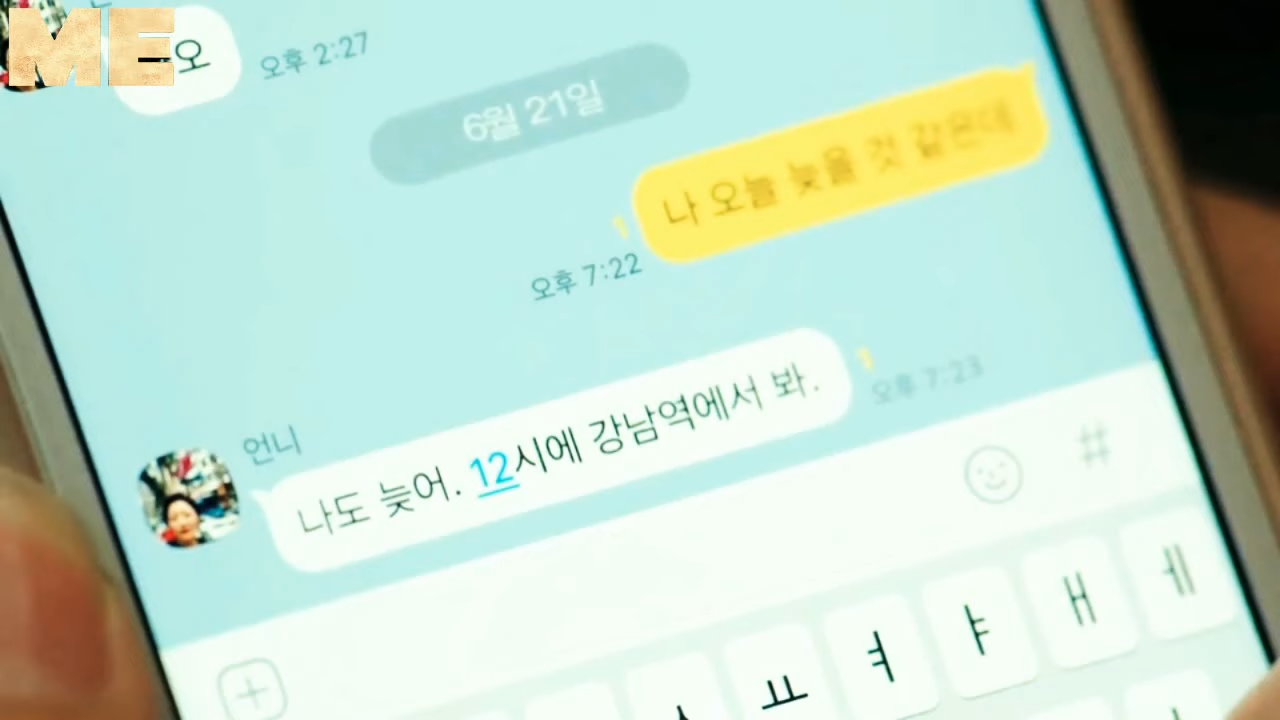 ME
오
오후 2:27
6월 21일
나 오늘 늦을 것 같은데
1
오후 7:22
언니
나도 늦어. 12시에 강남역에서 봐.
1
오후 7:23
#
ㅛ ㅕ ㅑ ㅐ ㅔ